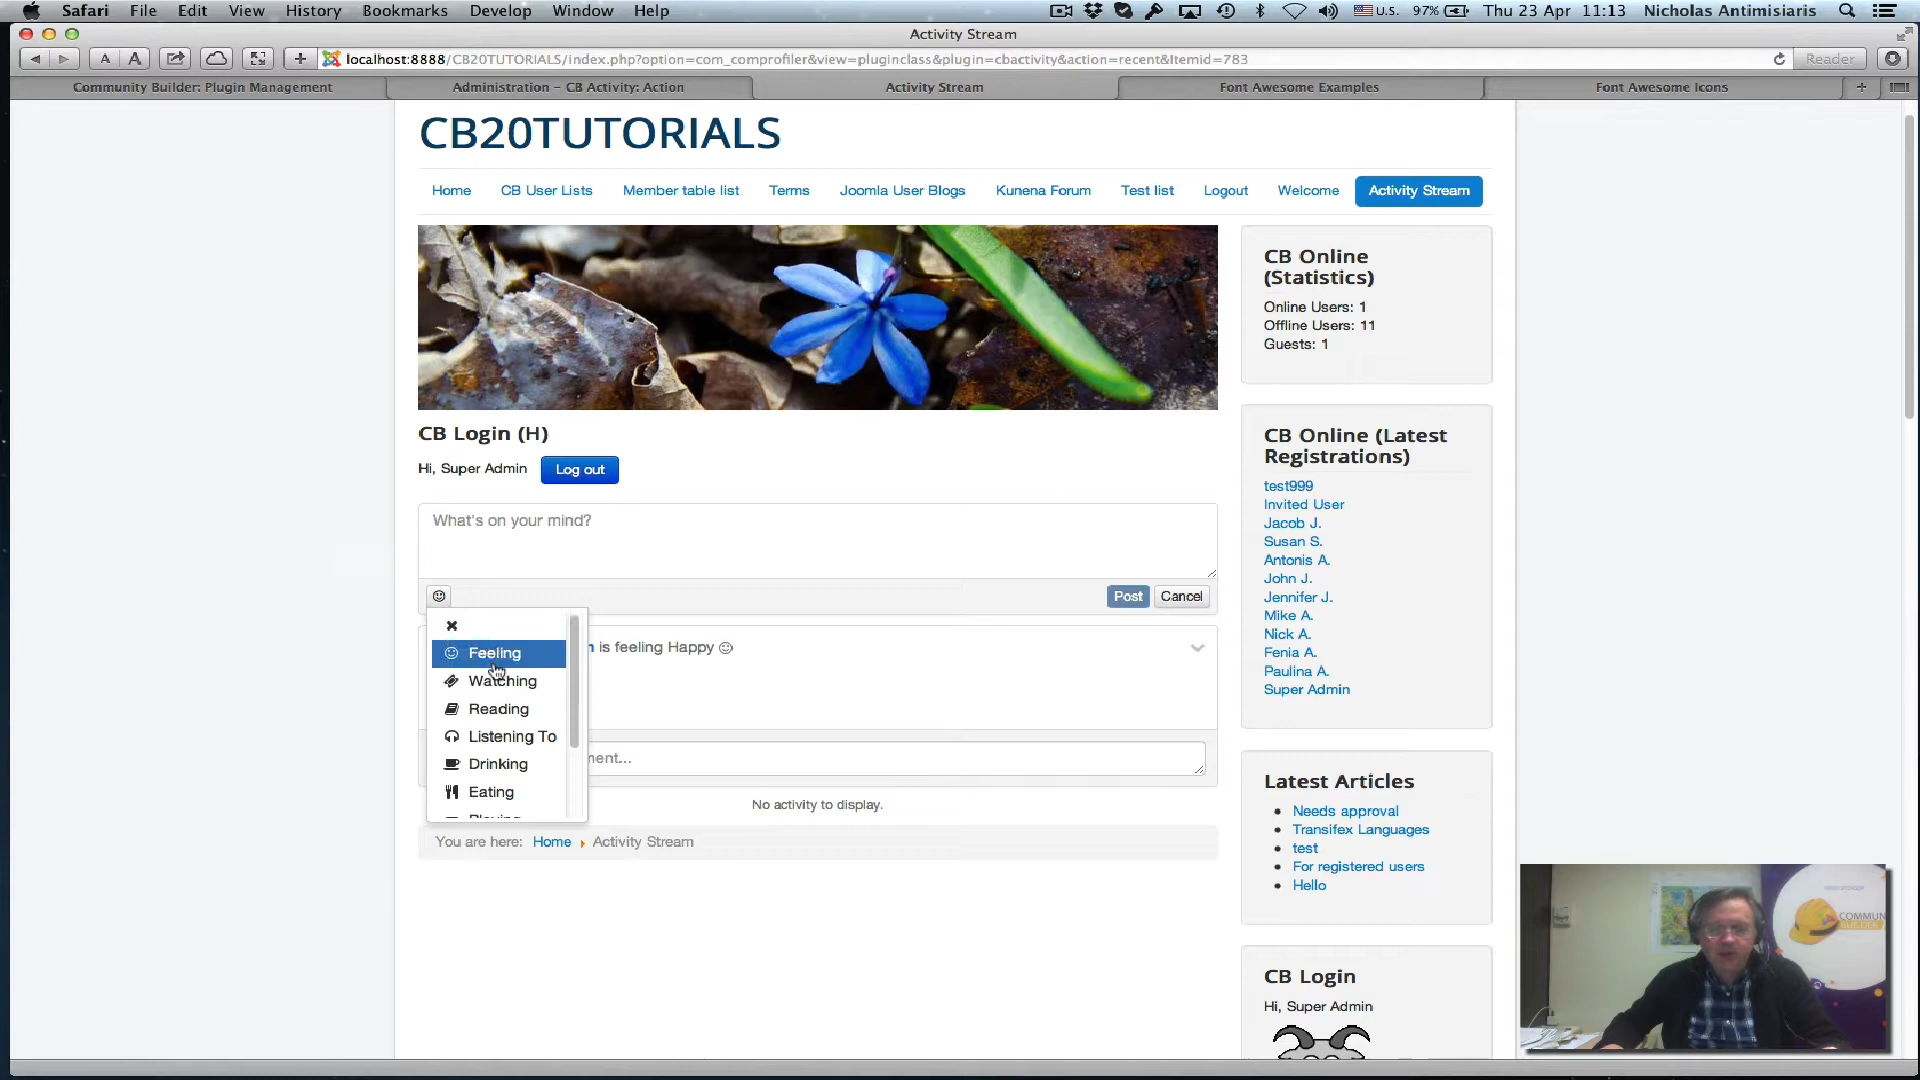 Safari File Edit View History Bookmarks Develop Window Help U.S. 97% Thu 23 Apr 11:13 Nicholas Antimisiaris
Activity Stream
A A localhost:8888/CB20TUTORIALS/index.php?option=com_comprofiler&view=pluginclass&plugin=cbactivity&action=recent&Itemid=783 Reader
Community Builder: Plugin Management Administration – CB Activity: Action Activity Stream Font Awesome Examples Font Awesome Icons
CB20TUTORIALS
Home CB User Lists Member table list Terms Joomla User Blogs Kunena Forum Test list Logout Welcome Activity Stream
CB Login (H)
Hi, Super Admin Log out
What's on your mind?
Post Cancel
Feeling
Watching
Reading
Listening To
Drinking
Eating
n is feeling Happy
ment...
No activity to display.
You are here: Home Activity Stream
CB Online
(Statistics)
Online Users: 1
Offline Users: 11
Guests: 1
CB Online (Latest
Registrations)
test999
Invited User
Jacob J.
Susan S.
Antonis A.
John J.
Jennifer J.
Mike A.
Nick A.
Fenia A.
Paulina A.
Super Admin
Latest Articles
Needs approval
Transifex Languages
test
For registered users
Hello
CB Login
Hi, Super Admin
COMMUN